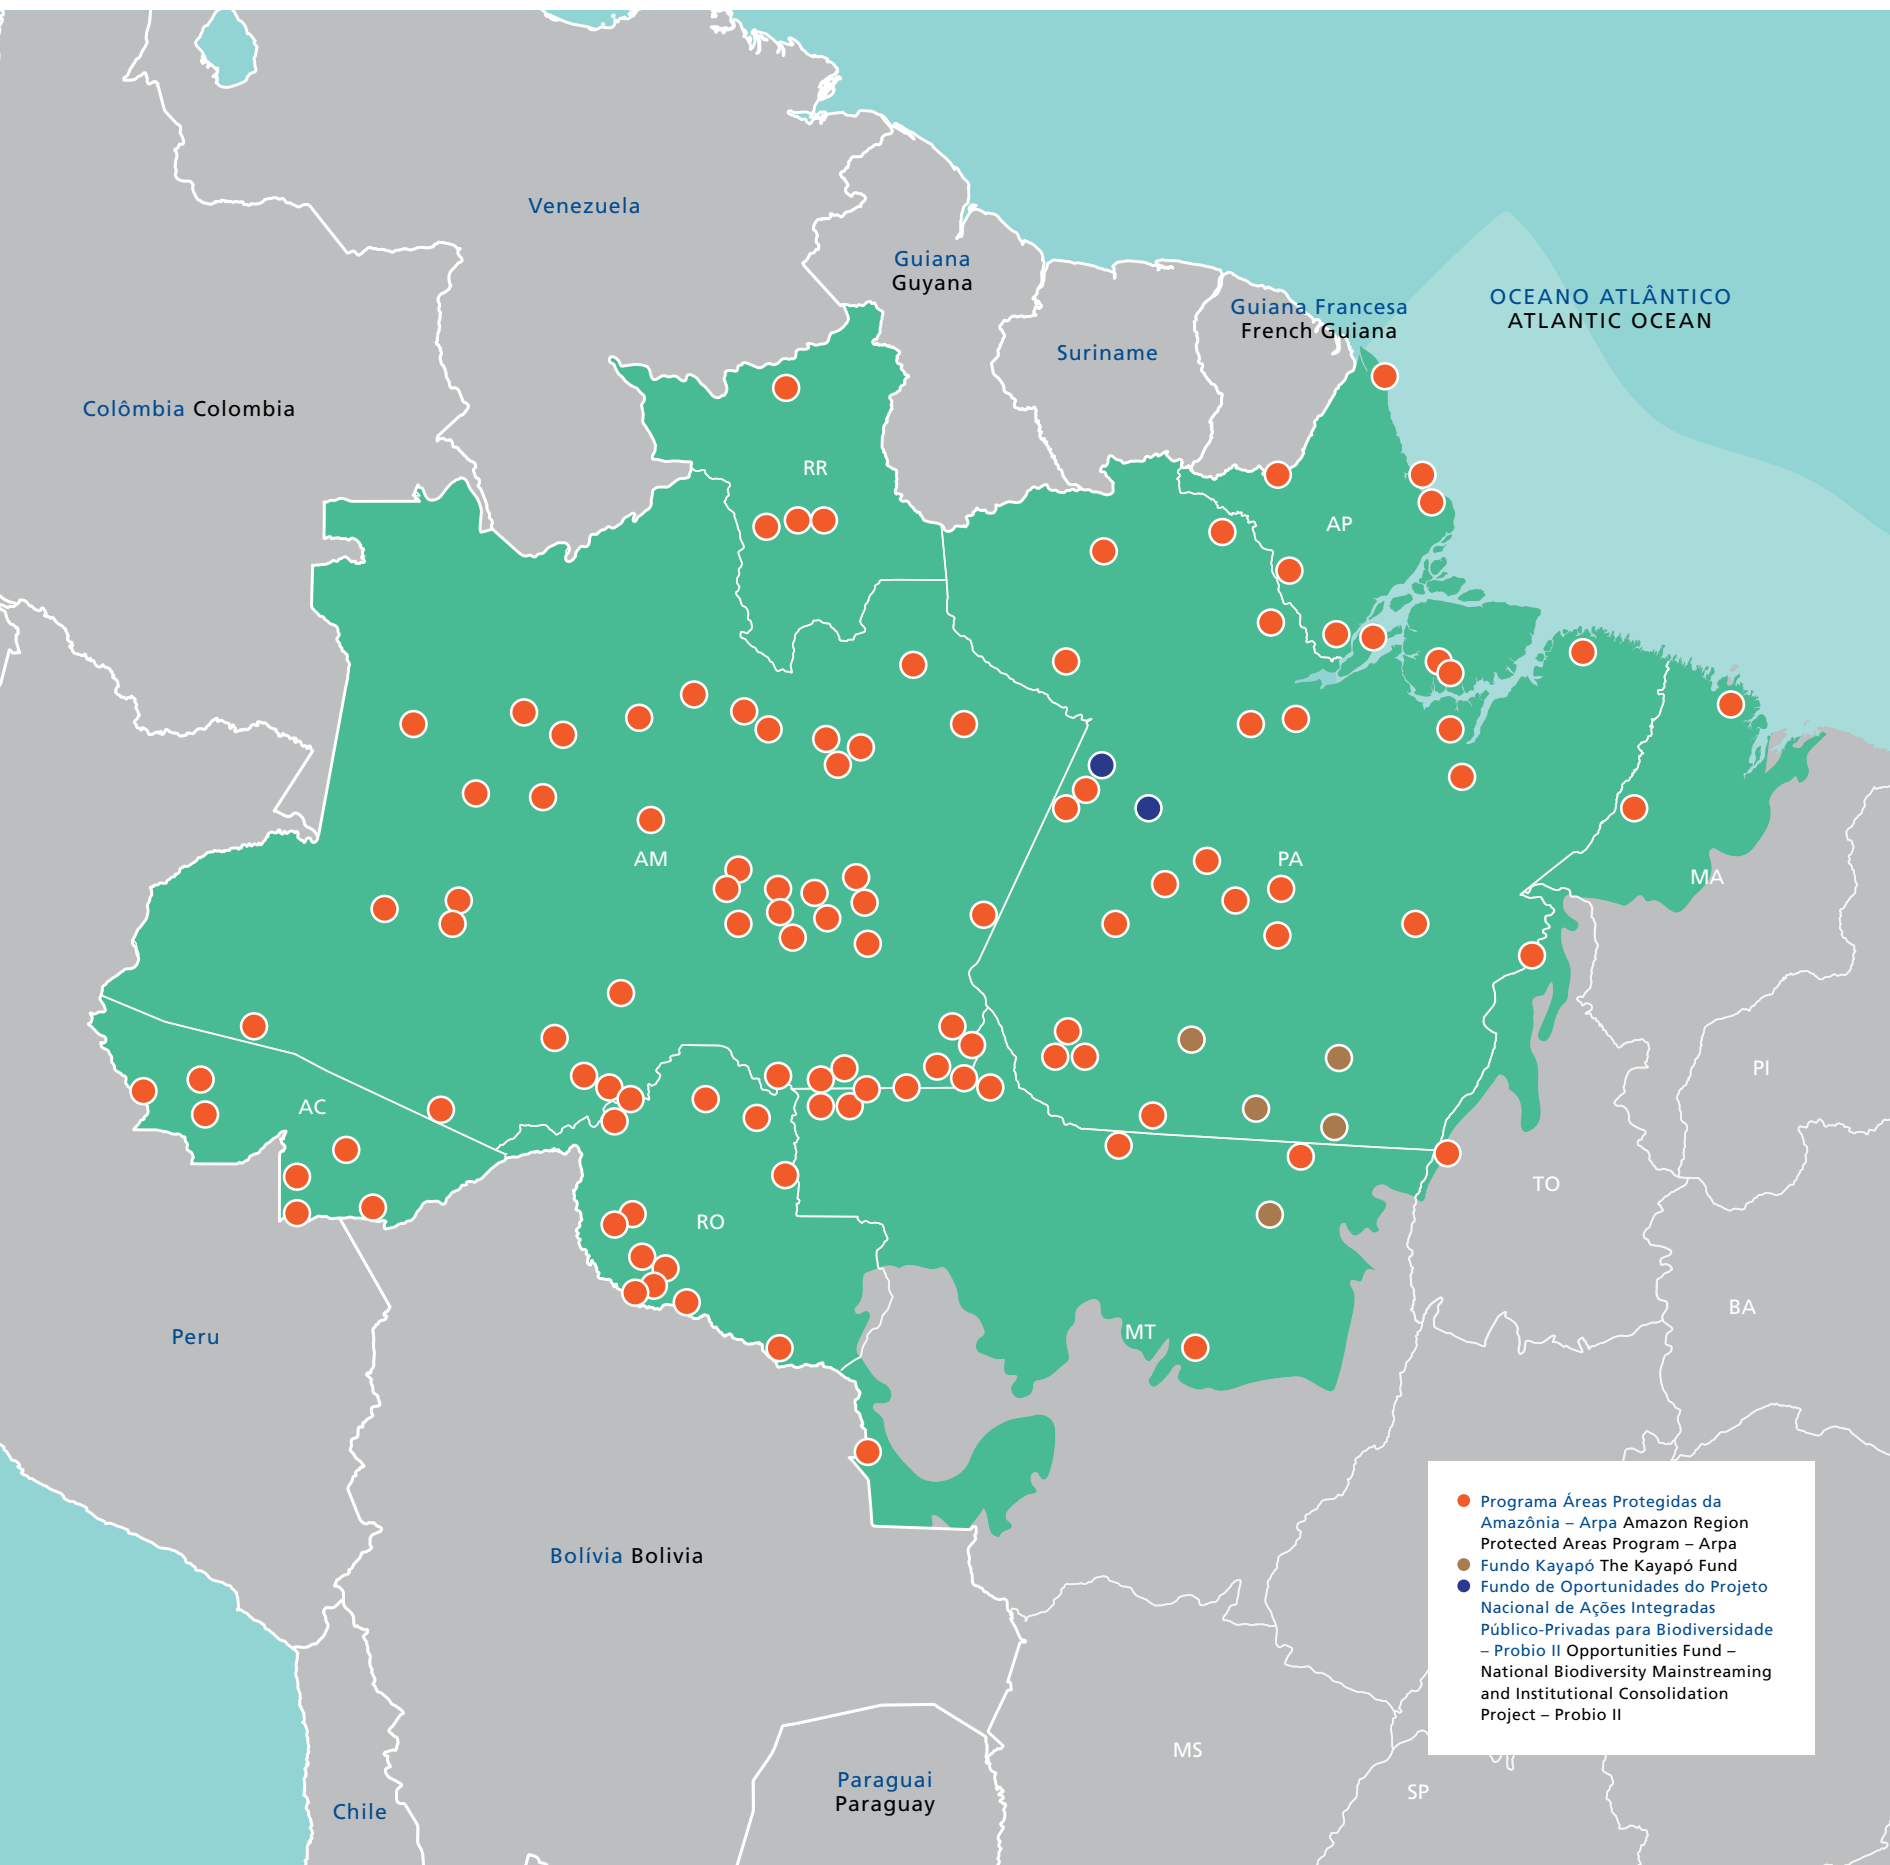 Venezuela
Guiana
Guyana
Guiana Francesa
French Guiana
OCEANO ATLÂNTICO
ATLANTIC OCEAN
Suriname
Colômbia Colombia
RR
AP
AM
PA
MA
PI
AC
TO
RO
BA
MT
Peru
Bolívia Bolivia
MS
SP
Paraguai
Paraguay
Chile
Programa Áreas Protegidas da
Amazônia – Arpa Amazon Region
Protected Areas Program – Arpa
Fundo Kayapó The Kayapó Fund
Fundo de Oportunidades do Projeto
Nacional de Ações Integradas
Público-Privadas para Biodiversidade
– Probio II Opportunities Fund –
National Biodiversity Mainstreaming
and Institutional Consolidation
Project – Probio II